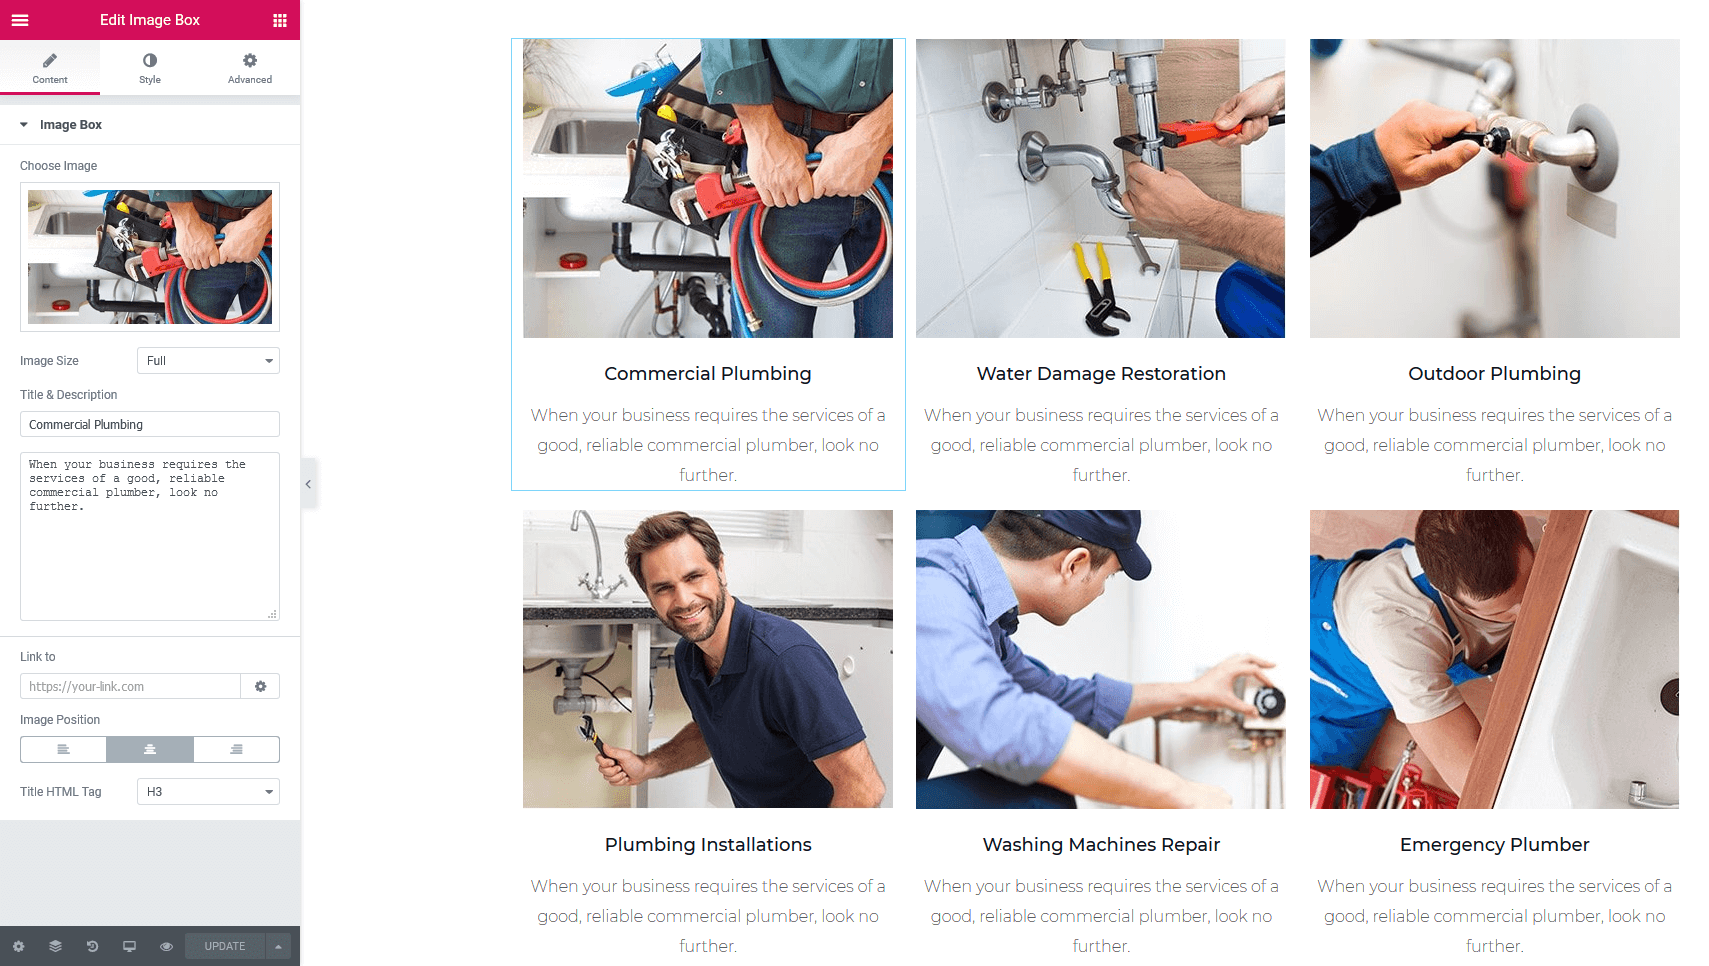 Edit Image Box
Content
Style
Advanced
Image Box
Choose Image
Image Size
Full
Title & Description
Commercial Plumbing
When your business requires the
services of a good, reliable
commercial plumber, look no
further.
Link to
https://your-link.com
Image Position
Title HTML Tag
H3
UPDATE
Commercial Plumbing
When your business requires the services of a
good, reliable commercial plumber, look no
further.
Water Damage Restoration
When your business requires the services of a
good, reliable commercial plumber, look no
further.
Outdoor Plumbing
When your business requires the services of a
good, reliable commercial plumber, look no
further.
Plumbing Installations
When your business requires the services of a
good, reliable commercial plumber, look no
further.
Washing Machines Repair
When your business requires the services of a
good, reliable commercial plumber, look no
further.
Emergency Plumber
When your business requires the services of a
good, reliable commercial plumber, look no
further.